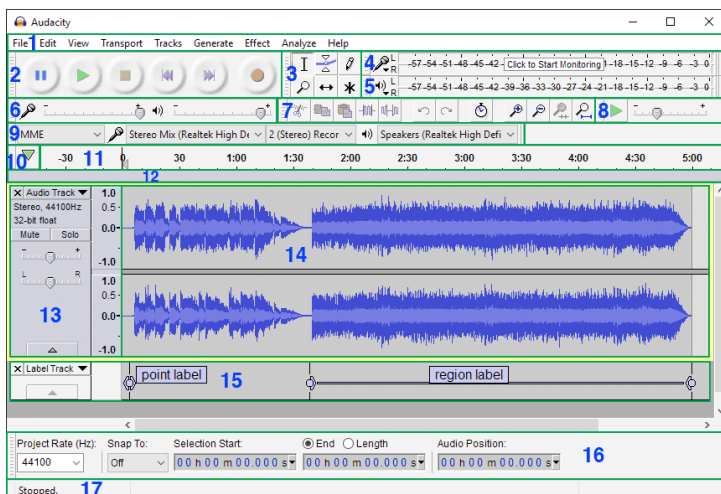 Audacity
File 1 Edit View Transport Tracks Generate Effect Analyze Help
2 3 4 L R -57 -54 -51 -48 -45 -42 - Click to Start Monitoring 1 -18 -15 -12 -9 -6 -3 0
5 L R -57 -54 -51 -48 -45 -42 -39 -36 -33 -30 -27 -24 -21 -18 -15 -12 -9 -6 -3 0
6 - + - + 7 8 - +
9 MME Stereo Mix (Realtek High De 2 (Stereo) Recor Speakers (Realtek High Defi
10 -30 11 0 30 1:00 1:30 2:00 2:30 3:00 3:30 4:00 4:30 5:00
12
X Audio Track 1.0
Stereo, 44100Hz 0.5
32-bit float
Mute Solo 0.0
- + 14
-1.0
L R 1.0
0.5
13 0.0
-1.0
X Label Track
point label 15 region label
Project Rate (Hz): Snap To: Selection Start: End Length Audio Position:
44100 Off 00 h 00 m 00.000 s 00 h 00 m 00.000 s 00 h 00 m 00.000 s 16
Stopped. 17